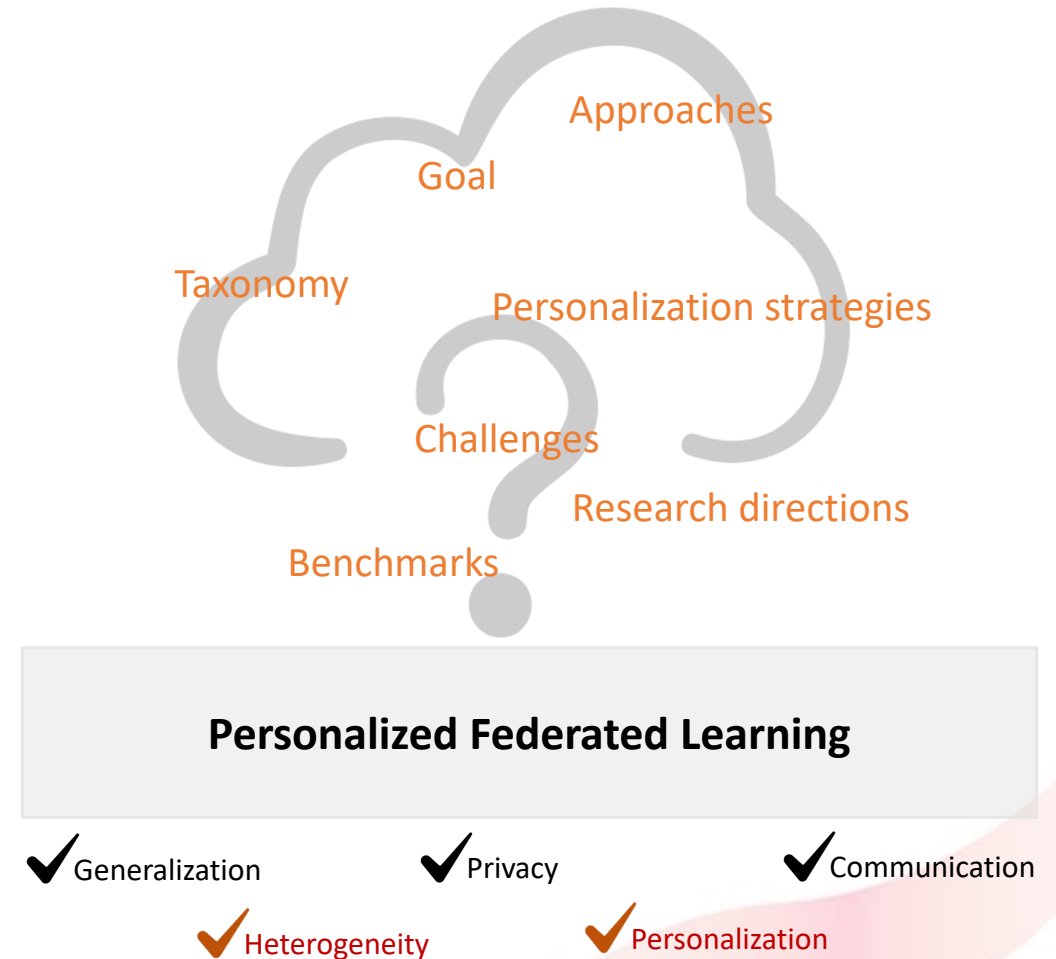 Approaches
Goal
Taxonomy
Personalization strategies
Challenges
Research directions
Benchmarks
Personalized Federated Learning
Generalization
Privacy
Communication
Heterogeneity
Personalization